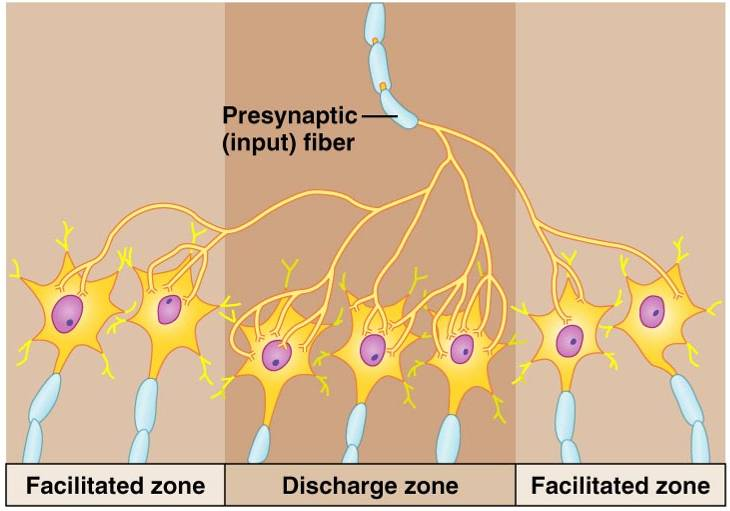 Presynaptic
(input) fiber
Facilitated zone
Discharge zone
Facilitated zone